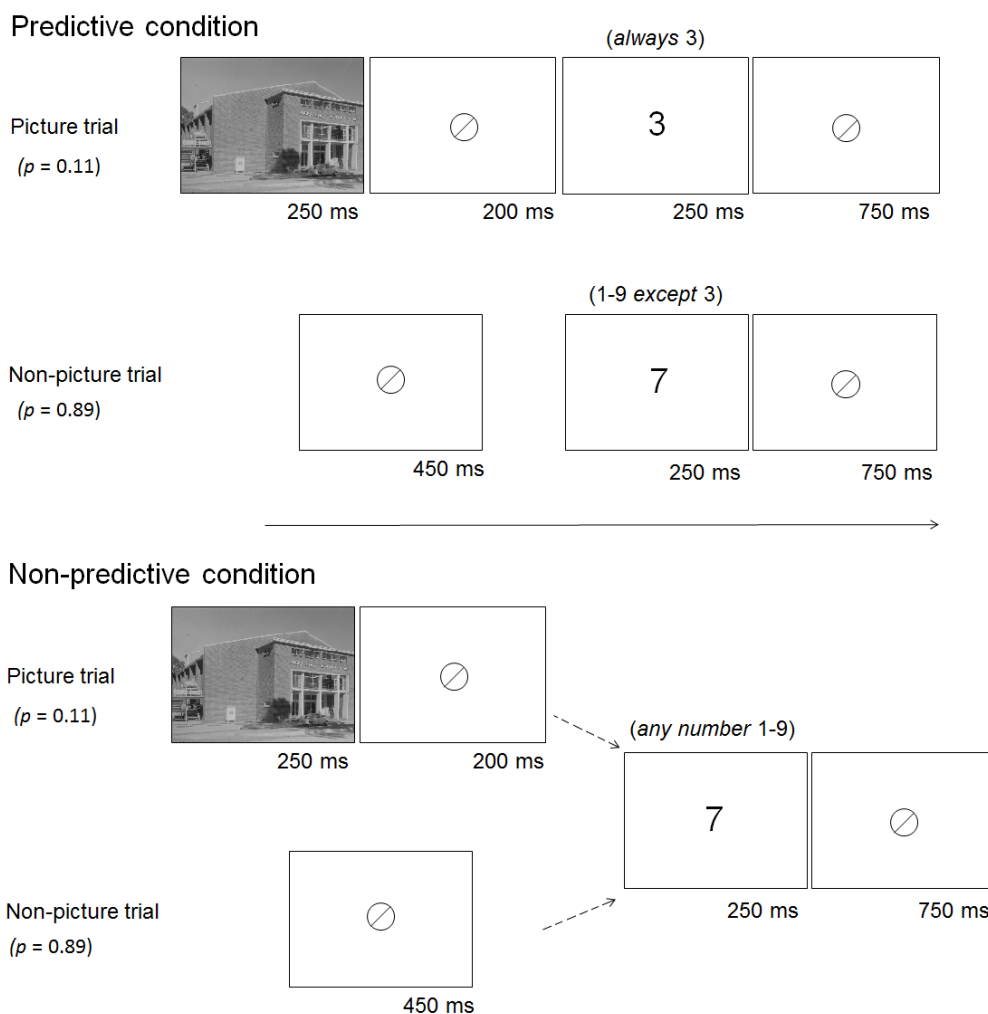 Predictive condition
(always 3)
Picture trial
(p = 0.11)
3
250 ms
200 ms
250 ms
750 ms
(1-9 except 3)
Non-picture trial
(p = 0.89)
7
450 ms
250 ms
750 ms
Non-predictive condition
Picture trial
(p = 0.11)
250 ms
200 ms
(any number 1-9)
7
250 ms
750 ms
Non-picture trial
(p = 0.89)
450 ms